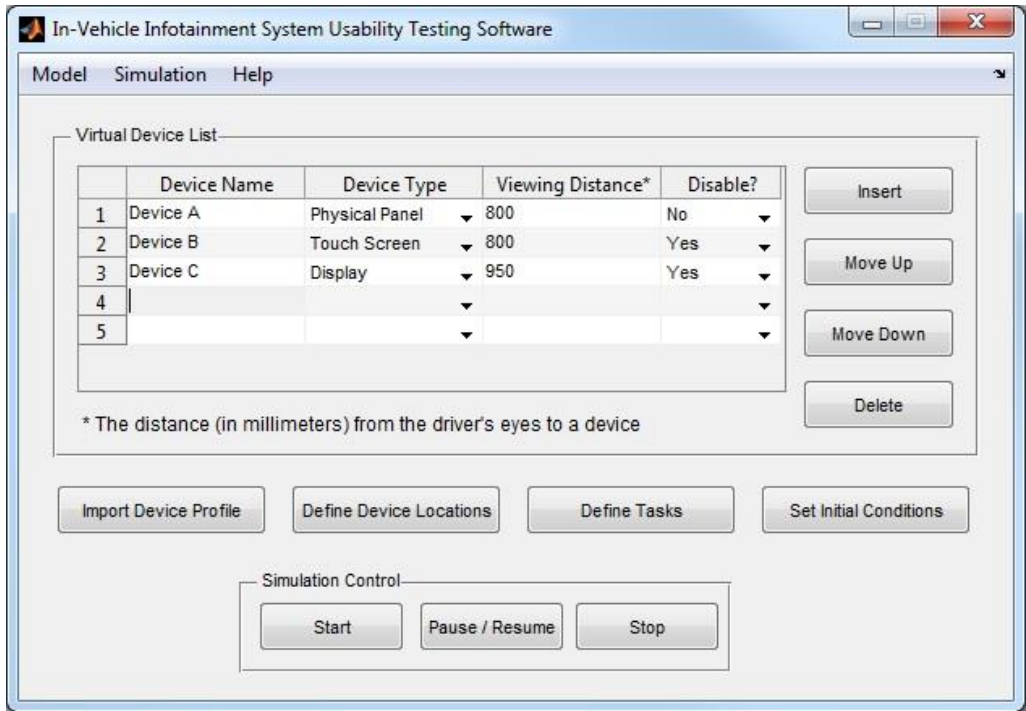 In-Vehicle Infotainment System Usability Testing Software
Model Simulation Help
Virtual Device List
Device Name Device Type Viewing Distance* Disable?
1 Device A Physical Panel 800 No
2 Device B Touch Screen 800 Yes
3 Device C Display 950 Yes
4
5
Insert
Move Up
Move Down
Delete
* The distance (in millimeters) from the driver's eyes to a device
Import Device Profile Define Device Locations Define Tasks Set Initial Conditions
Simulation Control
Start Pause / Resume Stop